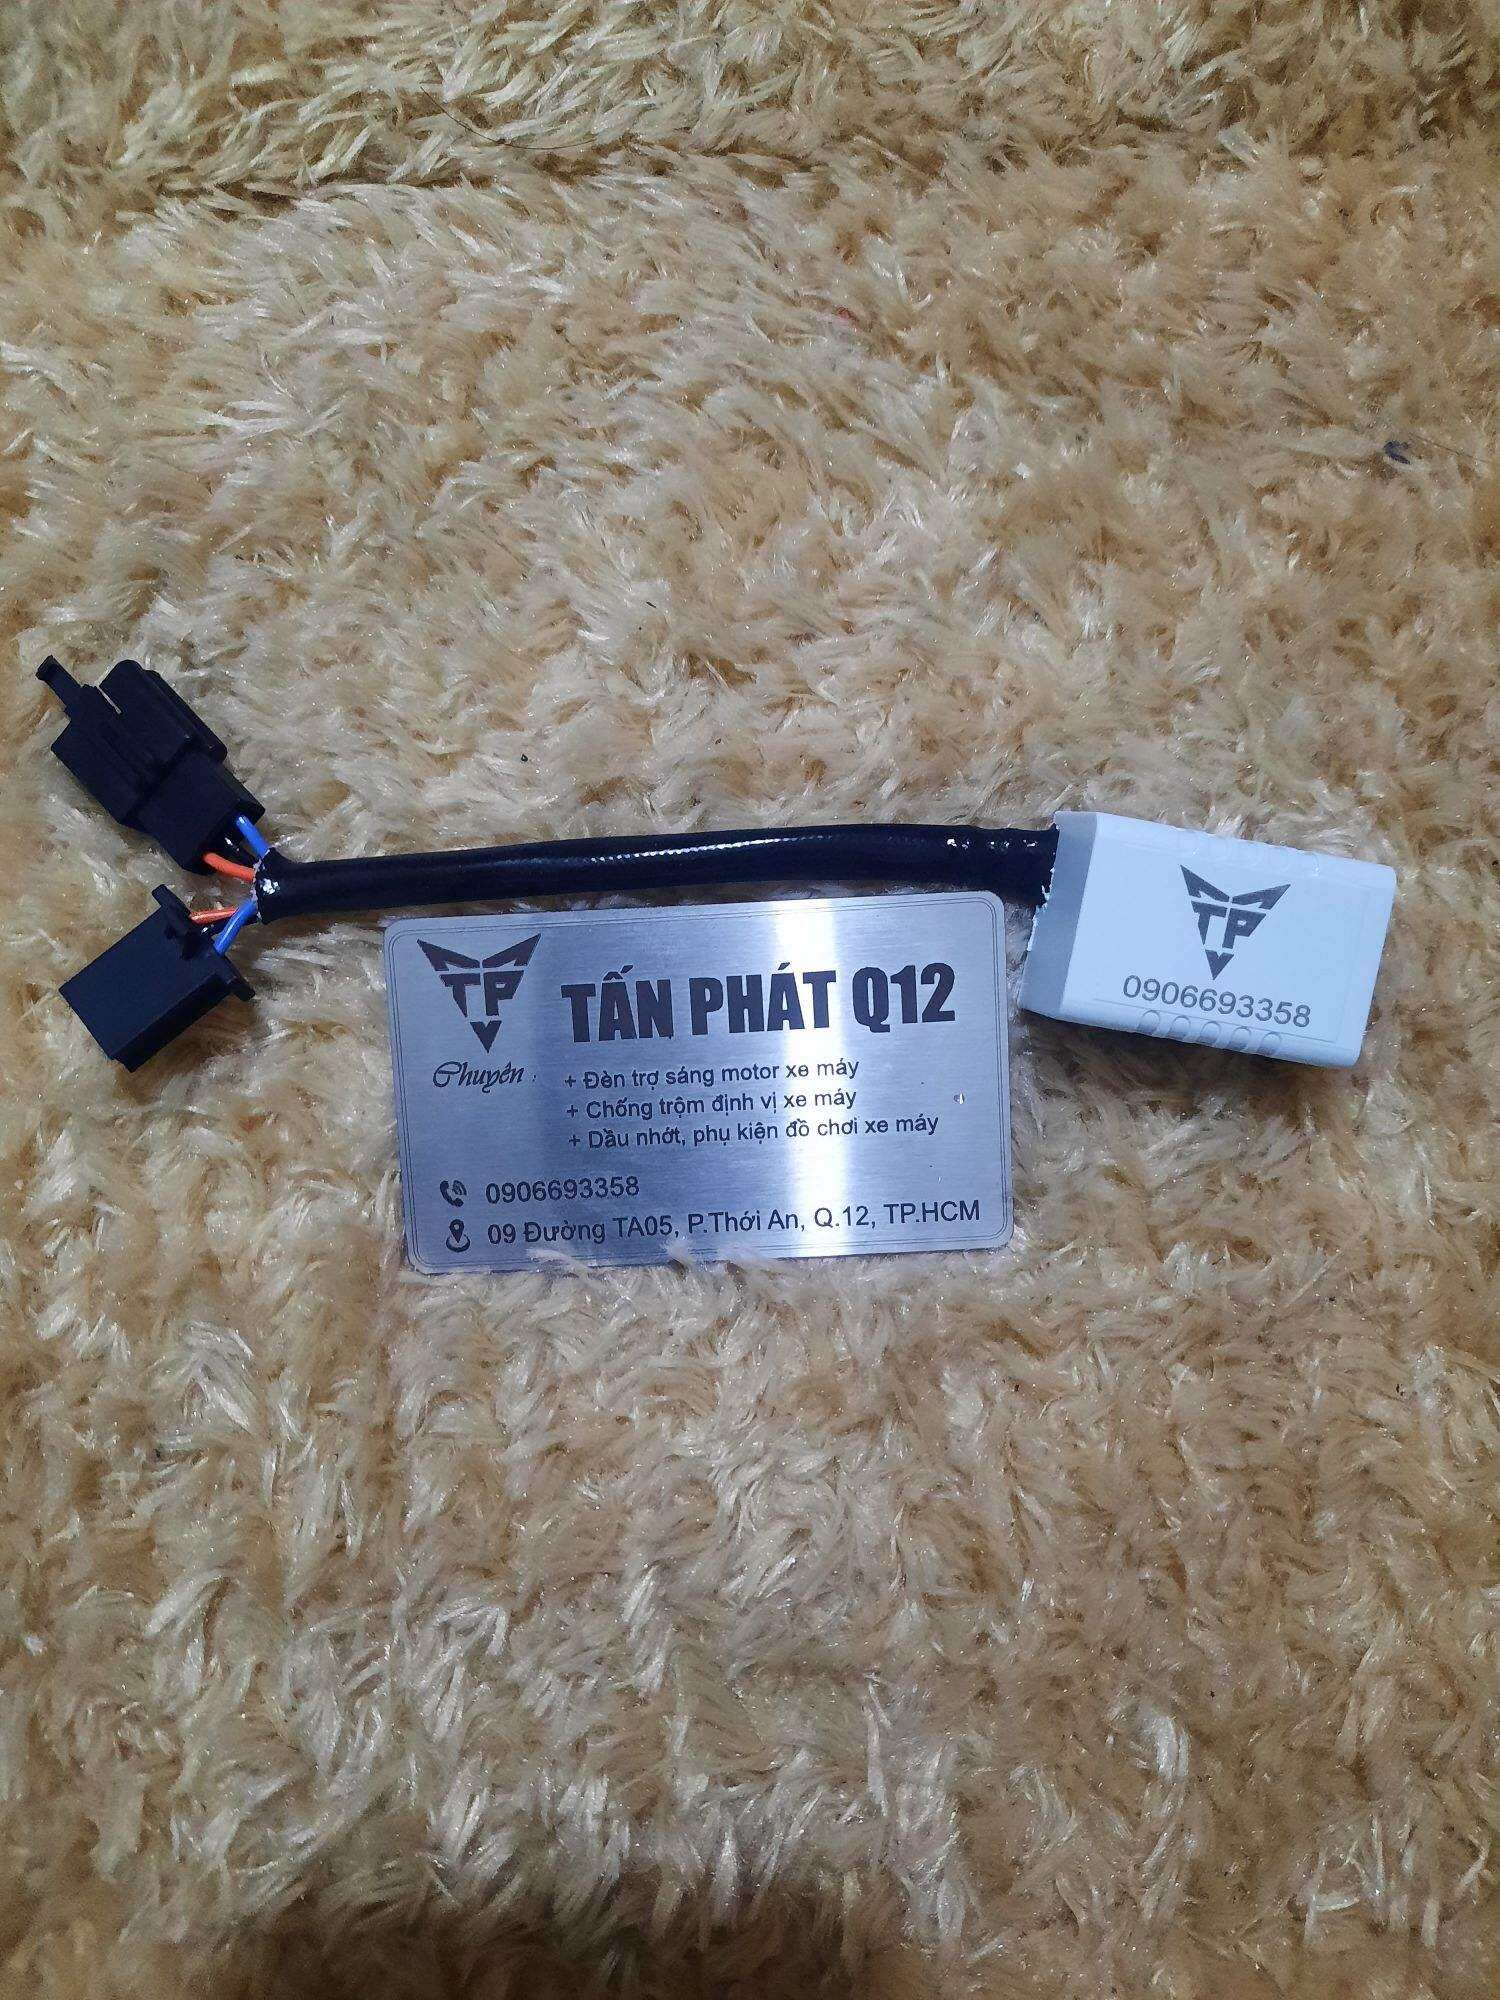 TP
0906693358
TP
TẤN PHÁT Q12
Chuyên :
+ Đèn trợ sáng motor xe máy
+ Chống trộm định vị xe máy
+ Dầu nhớt, phụ kiện đồ chơi xe máy
0906693358
09 Đường TA05, P.Thới An, Q.12, TP.HCM